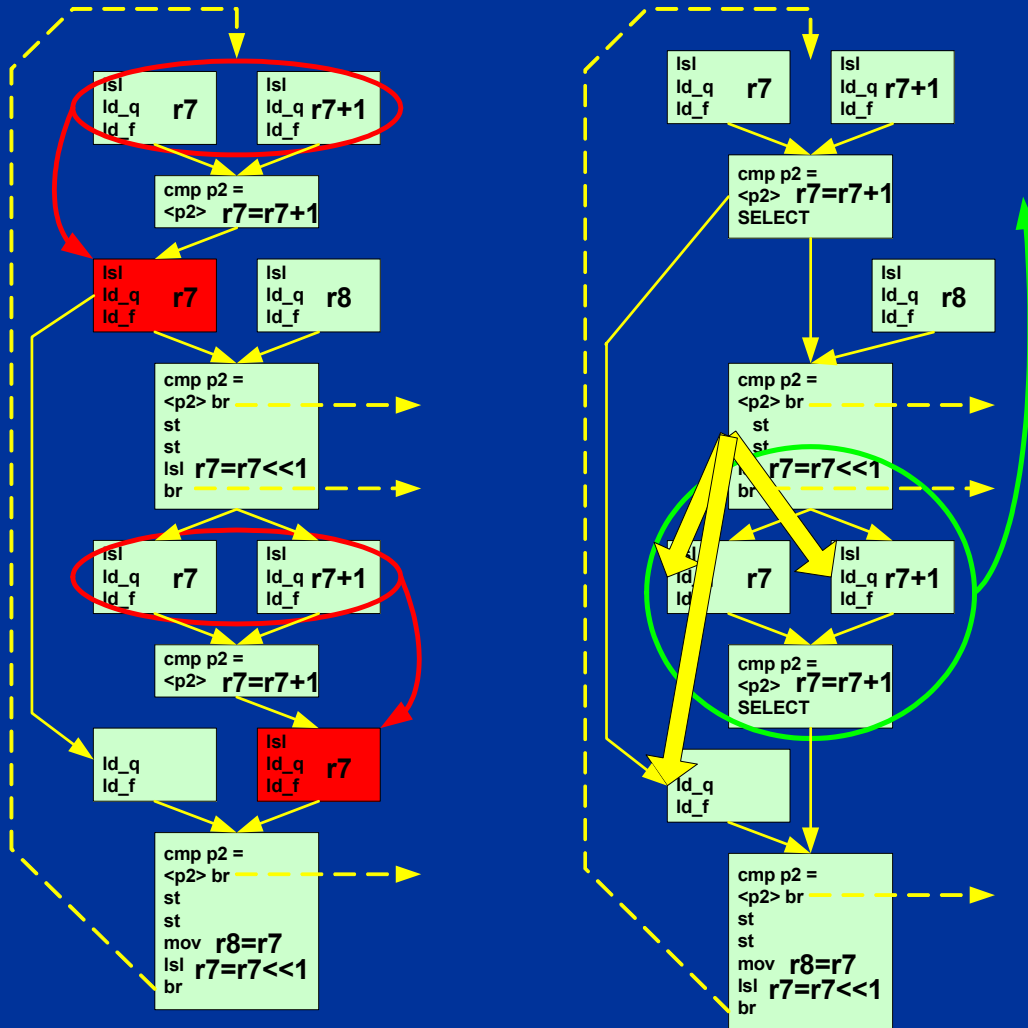 lsl
ld_q r7
ld_f
lsl
ld_q r7+1
ld_f
cmp p2 =
<p2> r7=r7+1
lsl
ld_q r7
ld_f
lsl
ld_q r8
ld_f
cmp p2 =
<p2> br
st
st
lsl r7=r7<<1
br
lsl
ld_q r7
ld_f
lsl
ld_q r7+1
ld_f
cmp p2 =
<p2> r7=r7+1
ld_q
ld_f
lsl
ld_q r7
ld_f
cmp p2 =
<p2> br
st
st
mov r8=r7
lsl r7=r7<<1
br
lsl
ld_q r7
ld_f
lsl
ld_q r7+1
ld_f
cmp p2 =
<p2> r7=r7+1
SELECT
lsl
ld_q r8
ld_f
cmp p2 =
<p2> br
st
st
r7=r7<<1
br
lsl
ld_q r7
ld_f
lsl
ld_q r7+1
ld_f
cmp p2 =
<p2> r7=r7+1
SELECT
ld_q
ld_f
cmp p2 =
<p2> br
st
st
mov r8=r7
lsl r7=r7<<1
br